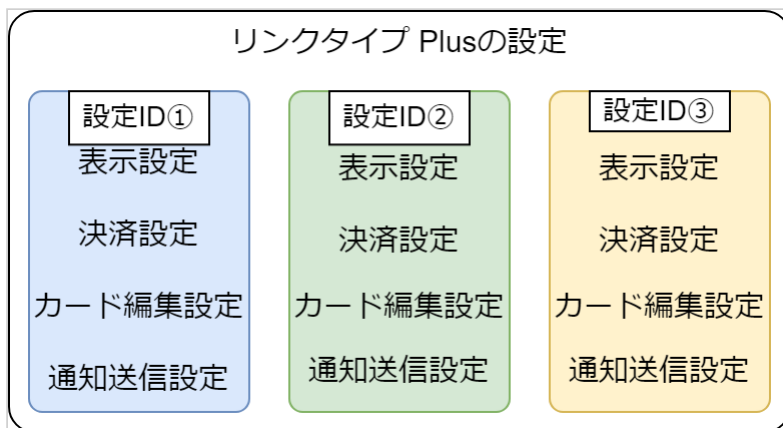 リンクタイプ Plusの設定
設定ID①
表示設定
決済設定
カード編集設定
通知送信設定
設定ID②
表示設定
決済設定
カード編集設定
通知送信設定
設定ID③
表示設定
決済設定
カード編集設定
通知送信設定